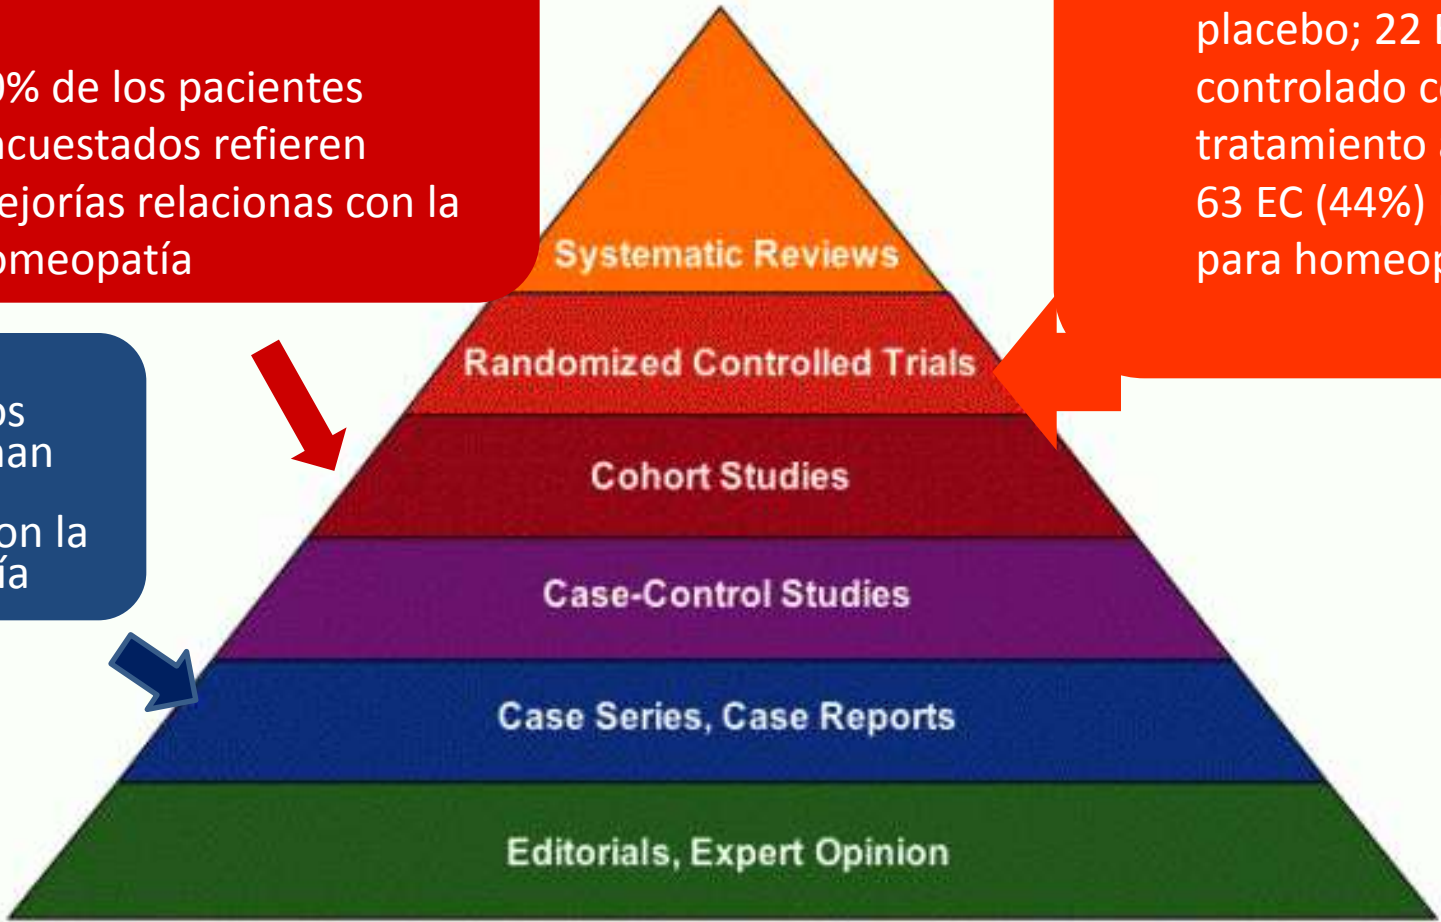 0% de los pacientes
ncuestados refieren
ejorías relacionas con la
omeopatía
placebo; 22
controlado
tratamiento
63 EC (44%)
para homeop
os
nan
on la
ía
Systematic Reviews
Randomized Controlled Trials
Cohort Studies
Case-Control Studies
Case Series, Case Reports
Editorials, Expert Opinion